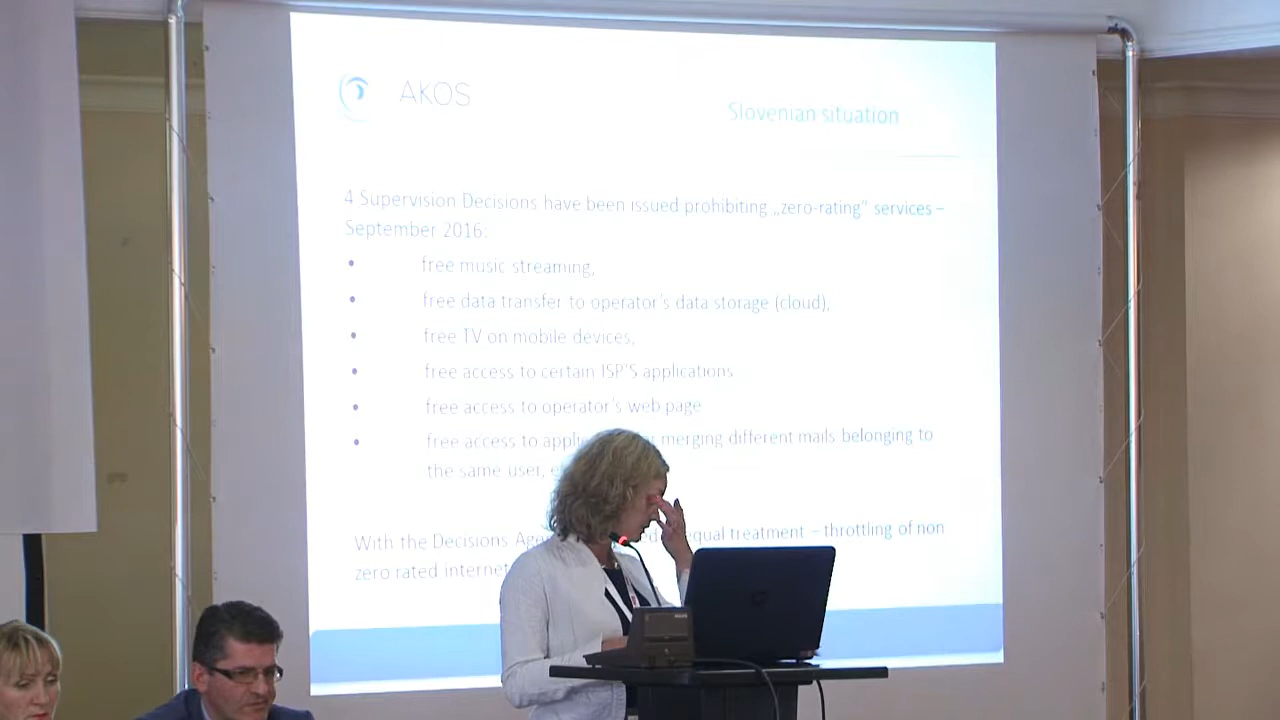 AKOS
Slovenian situation
4 Supervision Decisions have been issued prohibiting „zero-rating" services –
September 2016:
• free music streaming,
• free data transfer to operator's data storage (cloud),
• free TV on mobile devices,
• free access to certain ISP'S applications
• free access to operator's web page
• free access to merging different mails belonging to
the same user,
With the Decisions equal treatment – throttling of non
zero rated internet